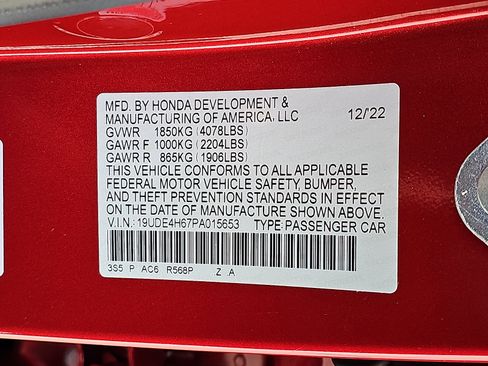 MFD. BY HONDA DEVELOPMENT &
MANUFACTURING OF AMERICA, LLC 12/'22
GVWR 1850KG (4078LBS)
GAWR F 1000KG (2204LBS)
GAWR R 865KG (1906LBS)
THIS VEHICLE CONFORMS TO ALL APPLICABLE
FEDERAL MOTOR VEHICLE SAFETY, BUMPER,
AND THEFT PREVENTION STANDARDS IN EFFECT
ON THE DATE OF MANUFACTURE SHOWN ABOVE.
V.I.N.: 19UDE4H67PA015653 TYPE: PASSENGER CAR
3S5 P AC6 R568P Z A